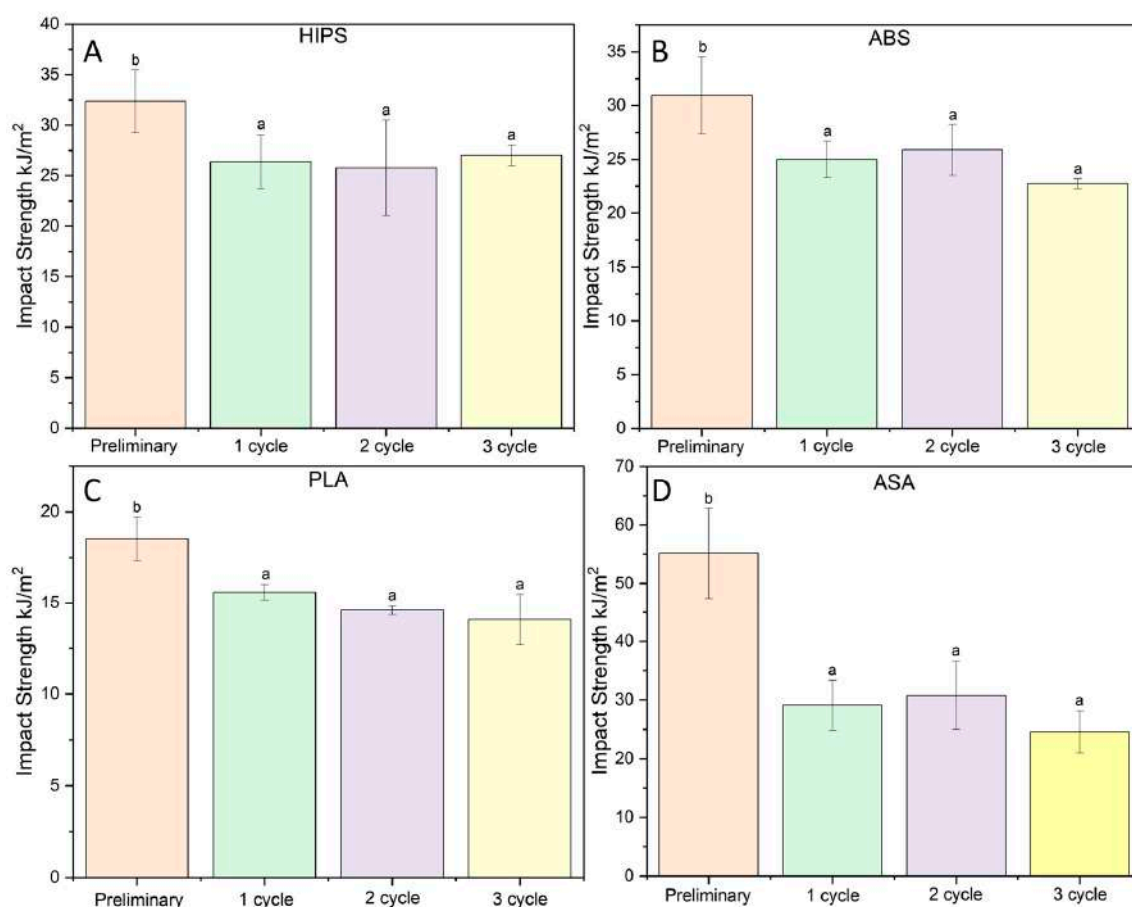 A
HIPS
Impact Strength kJ/m²
40
35
30
25
20
15
10
5
0
b
a
a
a
Preliminary
1 cycle
2 cycle
3 cycle
B
ABS
Impact Strength kJ/m²
35
30
25
20
15
10
5
0
b
a
a
a
Preliminary
1 cycle
2 cycle
3 cycle
C
PLA
Impact Strength kJ/m²
20
15
10
5
0
b
a
a
a
Preliminary
1 cycle
2 cycle
3 cycle
D
ASA
Impact Strength kJ/m²
70
60
50
40
30
20
10
0
b
a
a
a
Preliminary
1 cycle
2 cycle
3 cycle